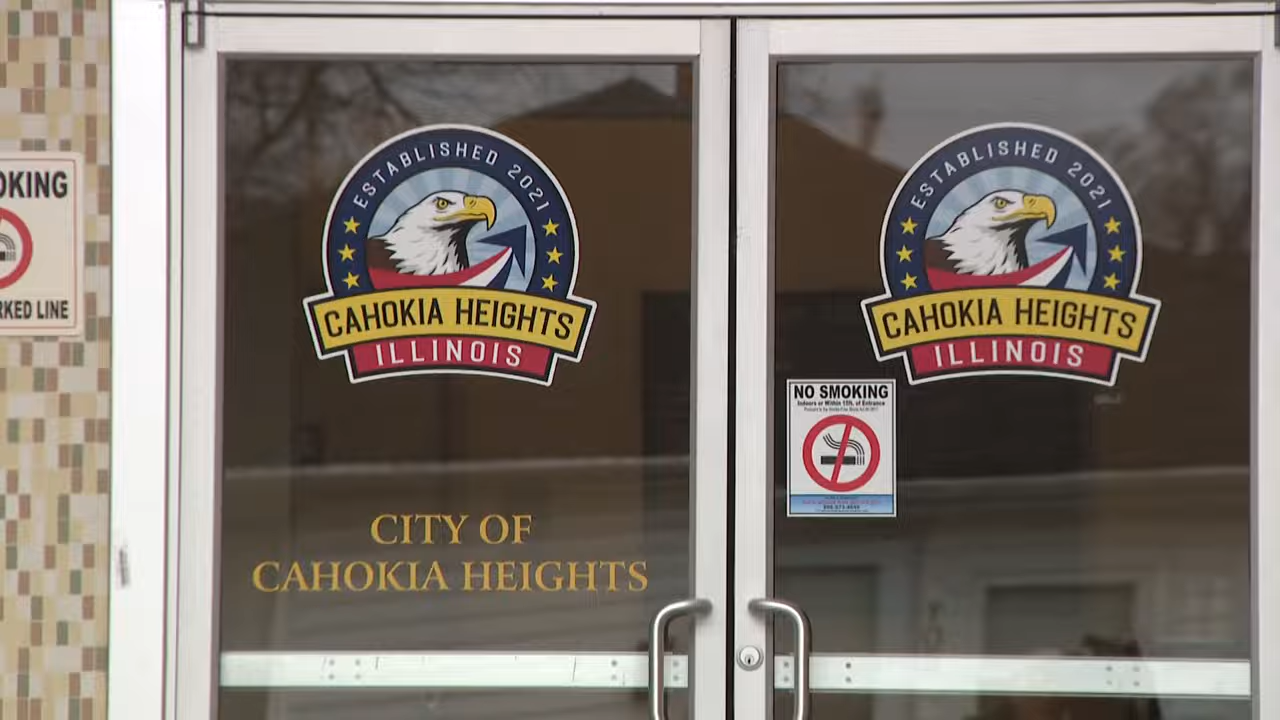 OKING
RKED LINE
ESTABLISHED 2021
CAHOKIA HEIGHTS
ILLINOIS
CITY OF
CAHOKIA HEIGHTS
ESTABLISHED 2021
CAHOKIA HEIGHTS
ILLINOIS
NO SMOKING
Indoors or Within 15ft. of Entrance